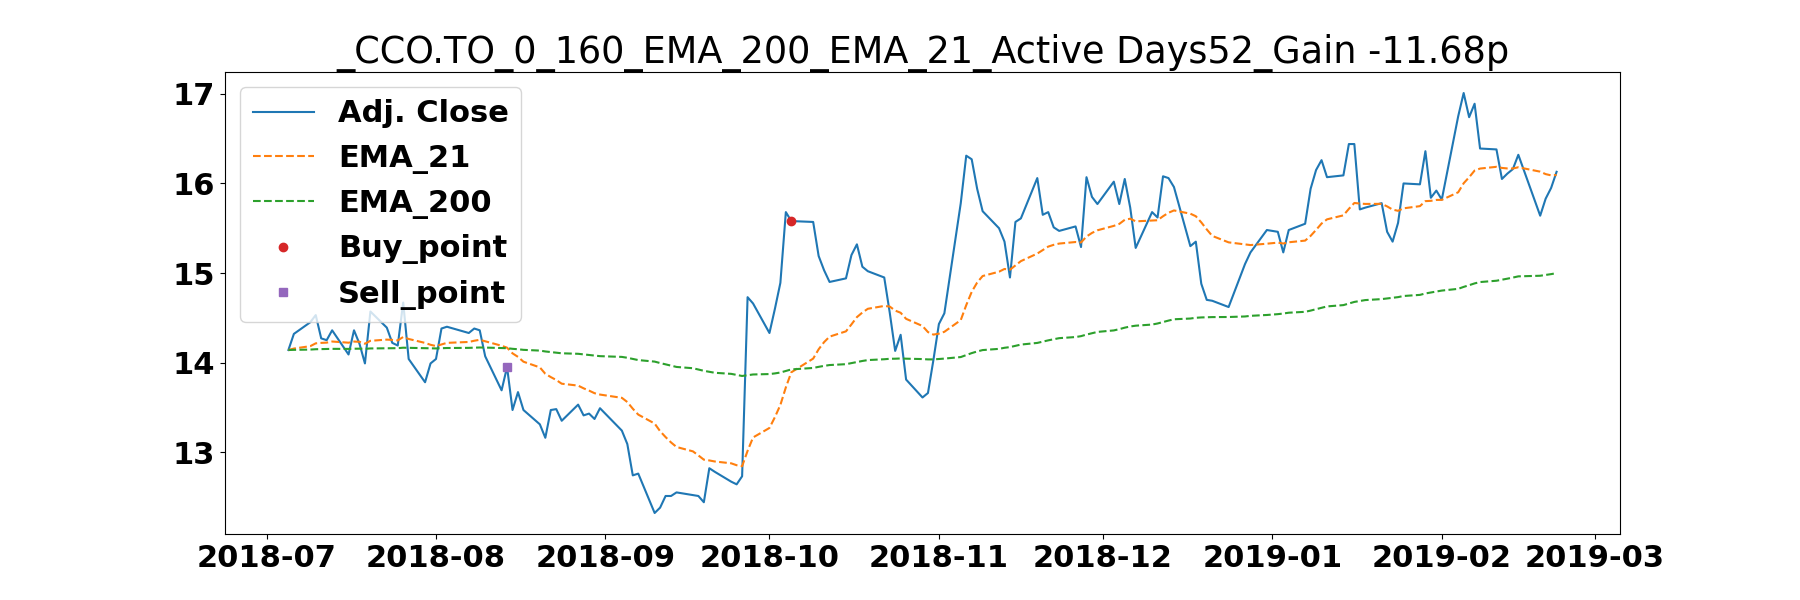 _CCO.TO_0_160_EMA_200_EMA_21_Active Days52_Gain -11.68p
17
16
15
14
13
Adj. Close
EMA_21
EMA_200
Buy_point
Sell_point
2018-07 2018-08 2018-09 2018-10 2018-11 2018-12 2019-01 2019-02 2019-03